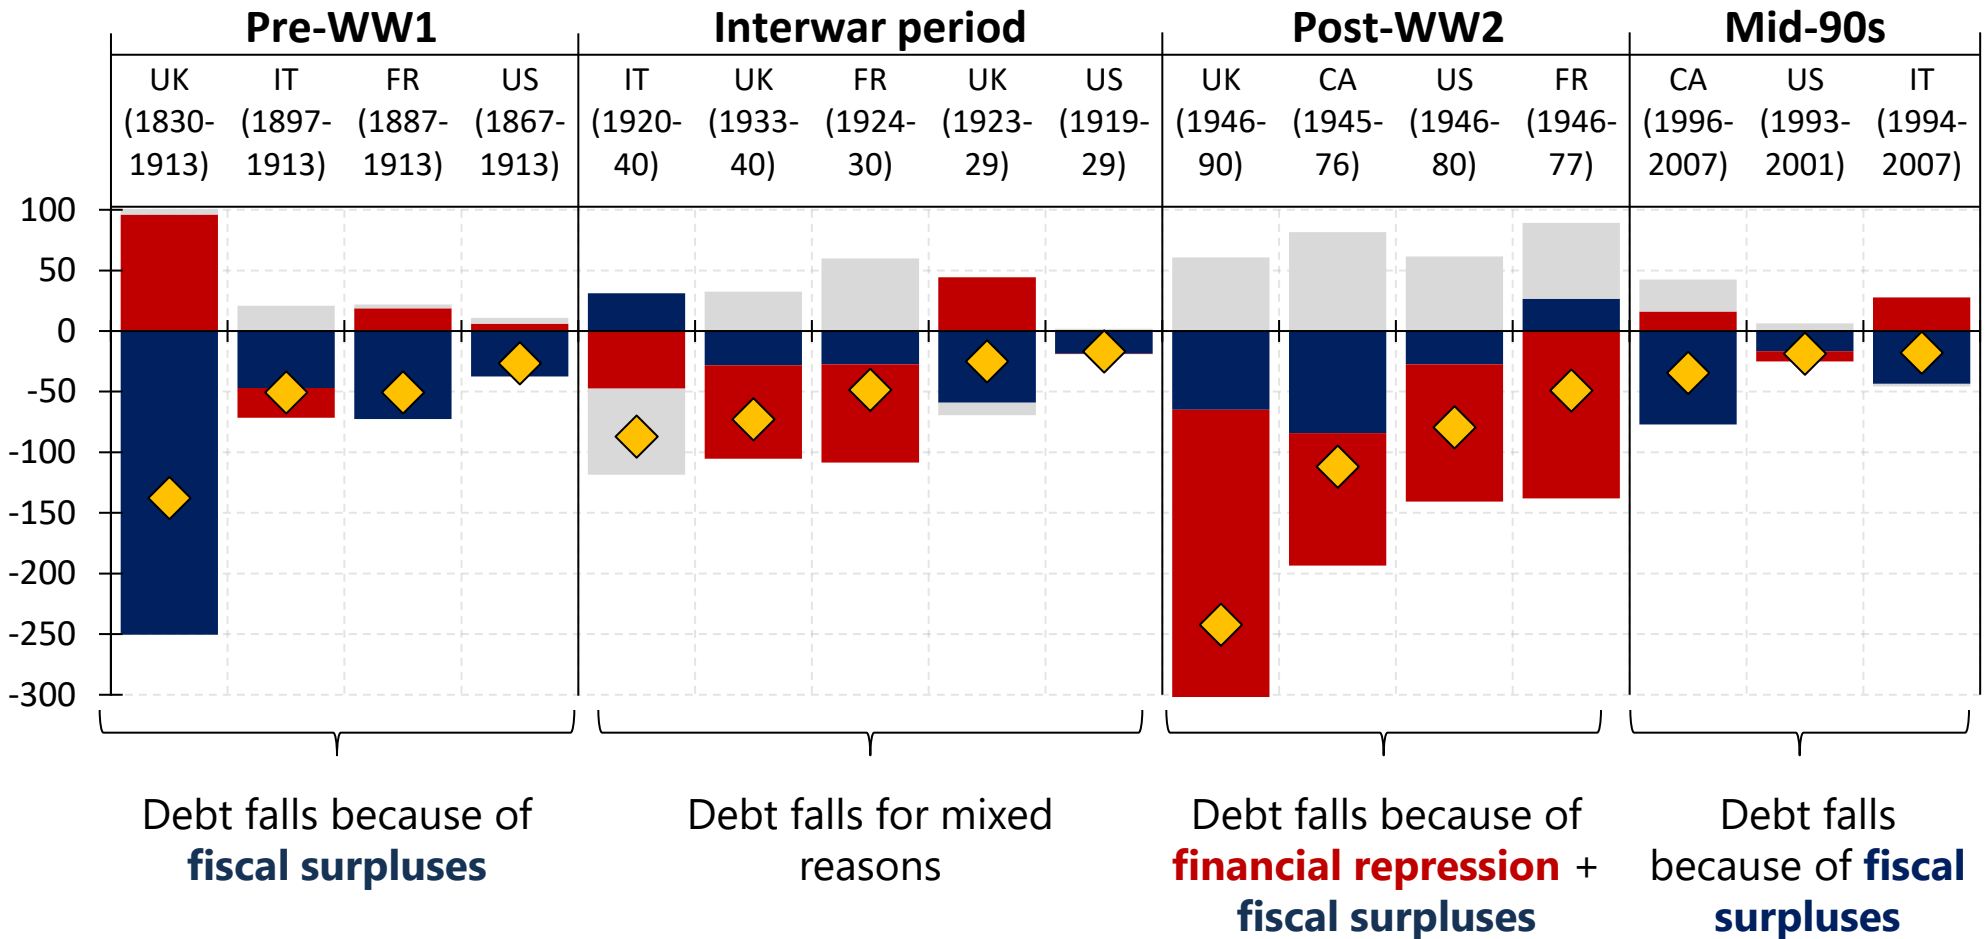 Pre-WW1 Interwar period Post-WW2 Mid-90s
UK IT FR US IT UK FR UK US UK CA US FR CA US IT
(1830- (1897- (1887- (1867- (1920- (1933- (1924- (1923- (1919- (1946- (1945- (1946- (1946- (1996- (1993- (1994-
1913) 1913) 1913) 1913) 40) 40) 30) 29) 29) 90) 76) 80) 77) 2007) 2001) 2007)
100
50
0
-50
-100
-150
-200
-250
-300
Debt falls because of
fiscal surpluses
Debt falls for mixed
reasons
Debt falls because of
financial repression +
fiscal surpluses
Debt falls
because of fiscal
surpluses